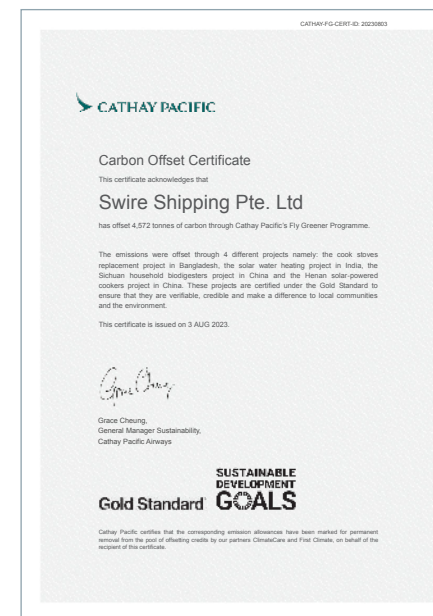 CATHAY-FG-CERT-ID: 20230803
CATHAY PACIFIC
Carbon Offset Certificate
This certificate acknowledges that
Swire Shipping Pte. Ltd
has offset 4,572 tonnes of carbon through Cathay Pacific's Fly Greener Programme.
The emissions were offset through 4 different projects namely: the cook stoves
replacement project in Bangladesh, the solar water heating project in India, the
Sichuan household biodigesters project in China and the Henan solar-powered
cookers project in China. These projects are certified under the Gold Standard to
ensure that they are verifiable, credible and make a difference to local communities
and the environment.
This certificate is issued on 3 AUG 2023.
Grace Cheung,
General Manager Sustainability,
Cathay Pacific Airways
SUSTAINABLE
DEVELOPMENT
Gold Standard GOALS
Cathay Pacific certifies that the corresponding emission allowances have been marked for permanent
removal from the pool of offsetting credits by our partners ClimateCare and First Climate, on behalf of the
recipient of this certificate.